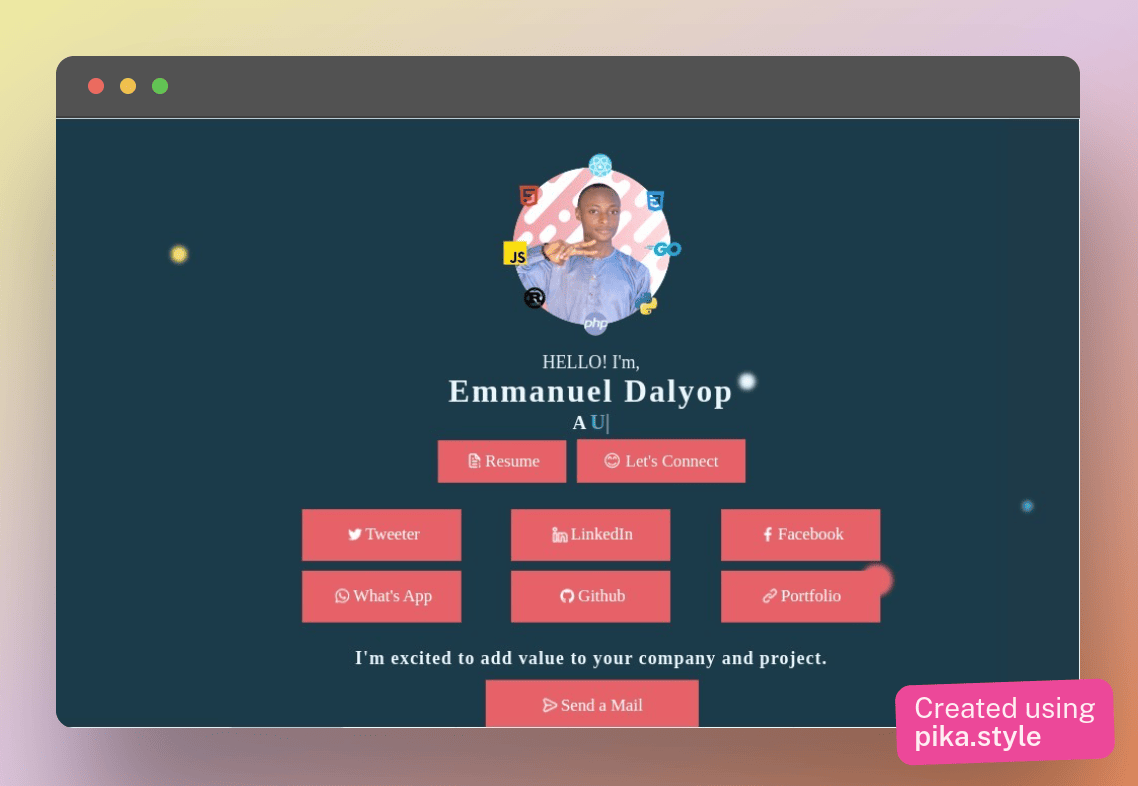 JS
GO
php
HELLO! I'm,
Emmanuel Dalyop
A U|
Resume
Let's Connect
Tweeter
LinkedIn
Facebook
What's App
Github
Portfolio
I'm excited to add value to your company and project.
Send a Mail
Created using
pika.style